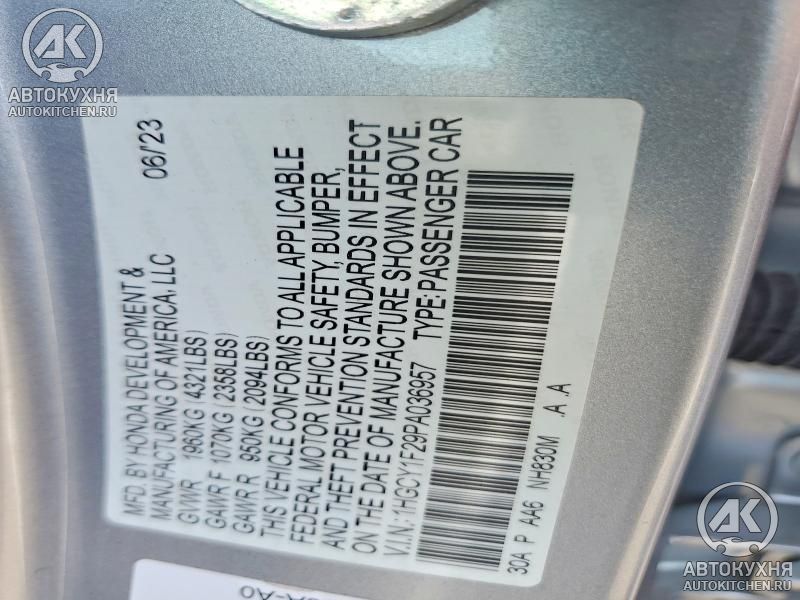 AK
АВТОКУХНЯ
AUTOKITCHEN.RU
MFD. BY HONDA DEVELOPMENT &
MANUFACTURING OF AMERICA, LLC
06/23
GVWR 1960KG (4321LBS)
GAWR F 1070KG (2358LBS)
GAWR R 950KG (2094LBS)
THIS VEHICLE CONFORMS TO ALL APPLICABLE
FEDERAL MOTOR VEHICLE SAFETY, BUMPER,
AND THEFT PREVENTION STANDARDS IN EFFECT
ON THE DATE OF MANUFACTURE SHOWN ABOVE.
V.I.N.: 1HGCY1F29PA036957 TYPE:PASSENGER CAR
30A P AA6 NH830M .A .A
AK
АВТОКУХНЯ
AUTOKITCHEN.RU